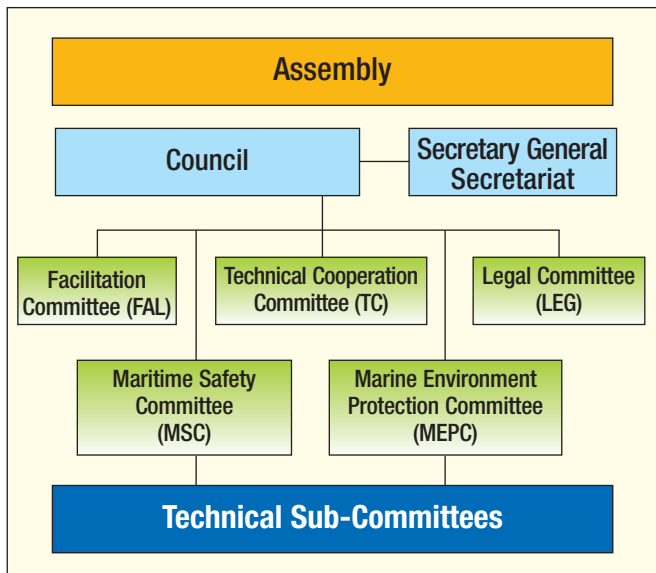 Assembly
Council
Secretary General
Secretariat
Facilitation
Committee (FAL)
Technical Cooperation
Committee (TC)
Legal Committee
(LEG)
Maritime Safety
Committee
(MSC)
Marine Environment
Protection Committee
(MEPC)
Technical Sub-Committees